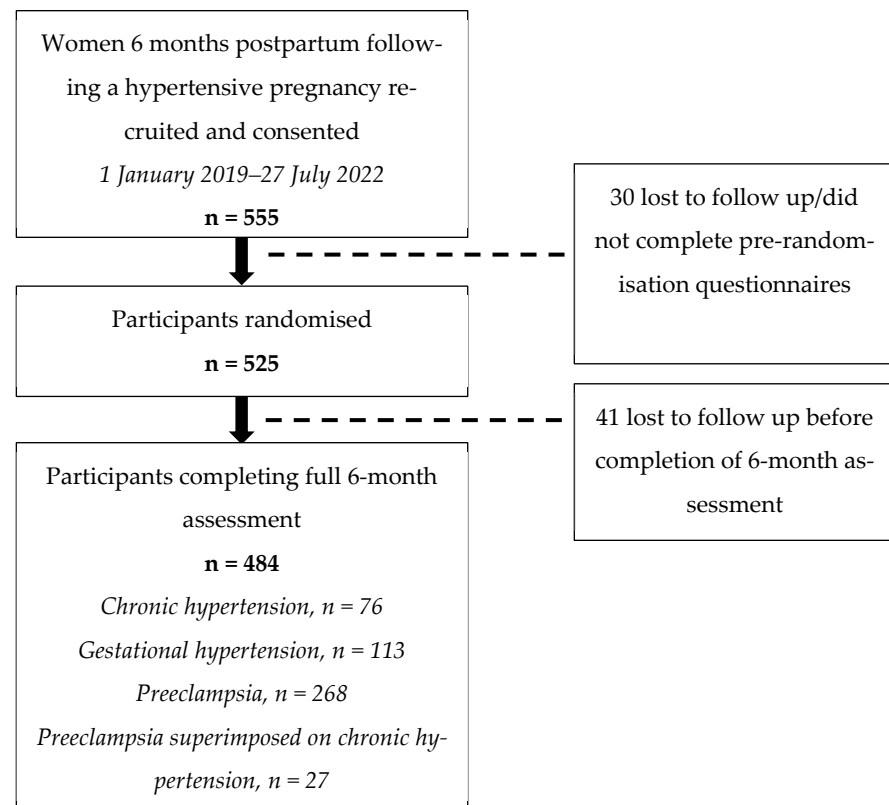 Women 6 months postpartum follow-
ing a hypertensive pregnancy re-
cruited and consented
1 January 2019–27 July 2022
n = 555
30 lost to follow up/did
not complete pre-random-
isation questionnaires
Participants randomised
n = 525
41 lost to follow up before
completion of 6-month as-
sessment
Participants completing full 6-month
assessment
n = 484
Chronic hypertension, n = 76
Gestational hypertension, n = 113
Preeclampsia, n = 268
Preeclampsia superimposed on chronic hy-
pertension, n = 27